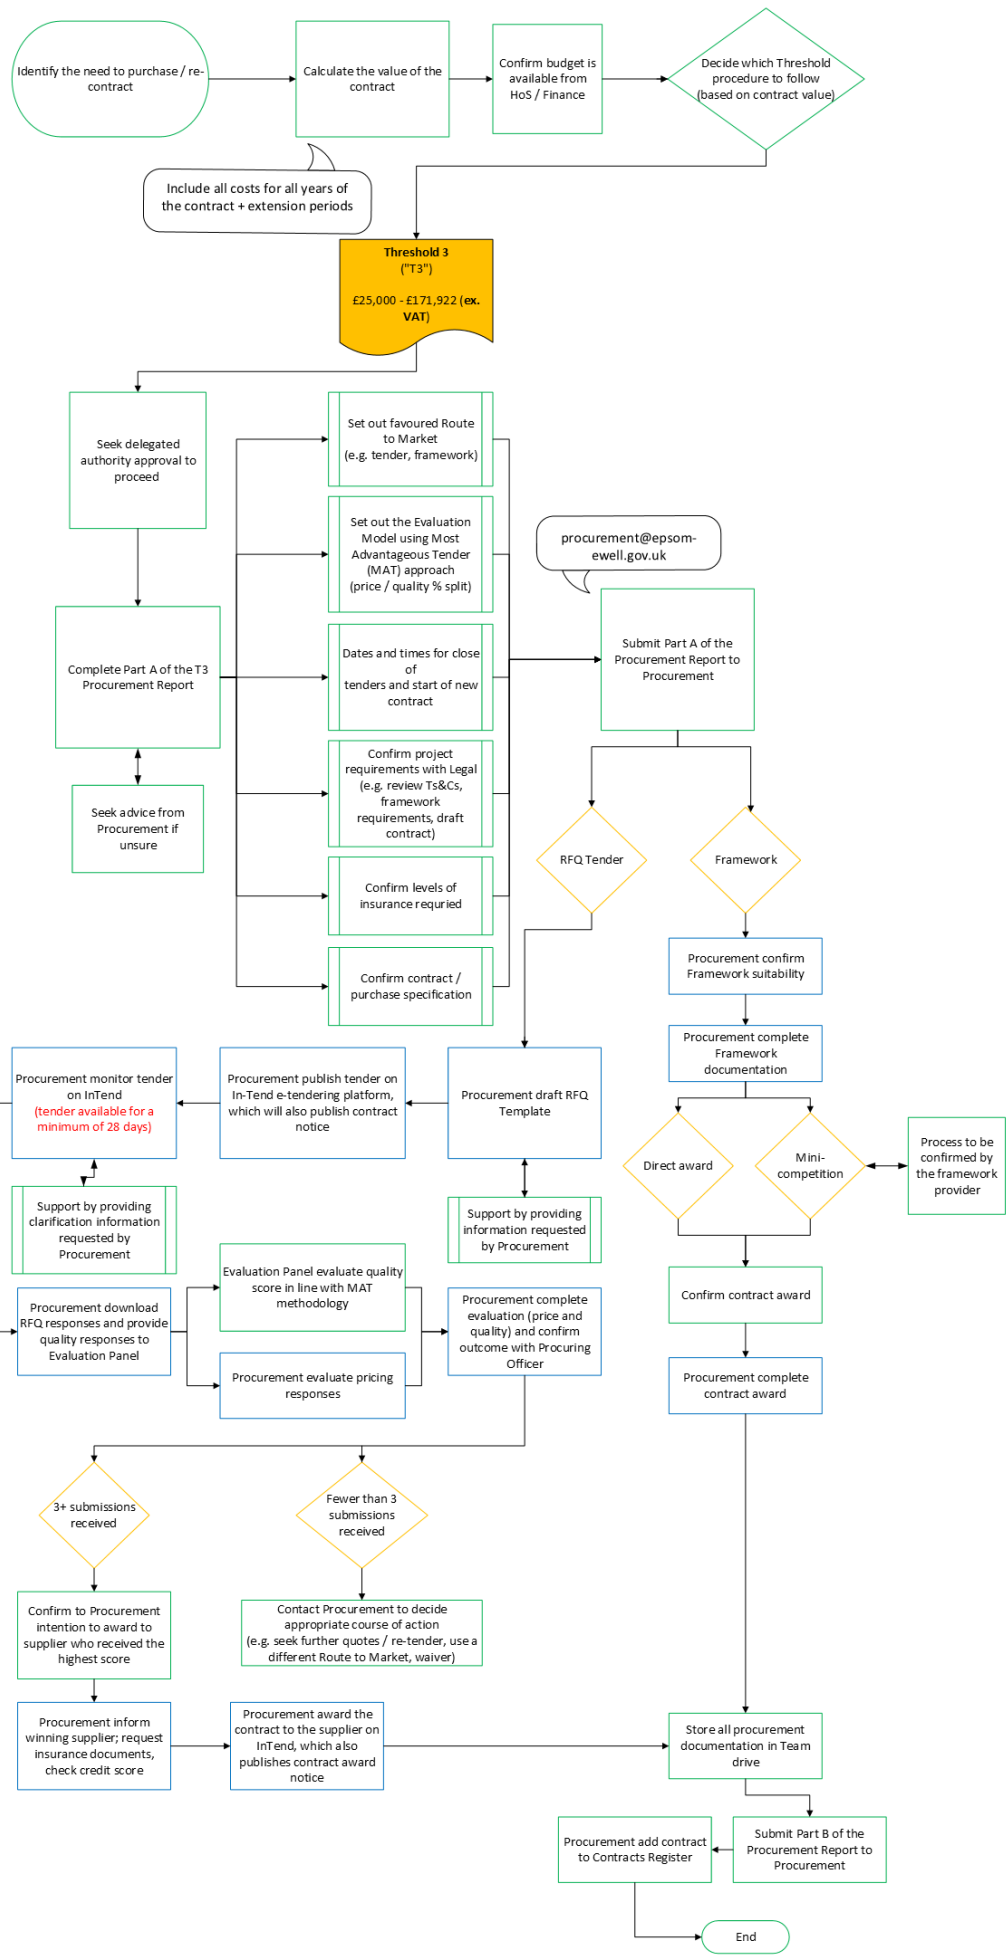 Identify the need to purchase / re-
contract
Calculate the value of the
contract
Confirm budget is
available from
HoS / Finance
Decide which Threshold
procedure to follow
(based on contract value)
Include all costs for all years of
the contract + extension periods
Threshold 3
("T3")
£25,000 - £171,922 (ex.
VAT)
Seek delegated
authority approval to
proceed
Set out favoured Route
to Market
(e.g. tender, framework)
Set out the Evaluation
Model using Most
Advantageous Tender
(MAT) approach
(price / quality % split)
procurement@epsom-
ewell.gov.uk
Complete Part A of the T3
Procurement Report
Dates and times for close
of
tenders and start of new
contract
Submit Part A of the
Procurement Report to
Procurement
Seek advice from
Procurement if
unsure
Confirm project
requirements with Legal
(e.g. review Ts&Cs,
framework
requirements, draft
contract)
Confirm levels of
insurance requried
Confirm contract /
purchase specification
RFQ Tender
Framework
Procurement confirm
Framework suitability
Procurement complete
Framework
documentation
Procurement monitor tender
on InTend
(tender available for a
minimum of 28 days)
Procurement publish tender on
In-Tend e-tendering platform,
which will also publish contract
notice
Procurement draft RFQ
Template
Direct award
Mini-
competition
Process to be
confirmed by
the framework
provider
Support by providing
clarification information
requested by
Procurement
Support by providing
information requested
by Procurement
Procurement download
RFQ responses and provide
quality responses to
Evaluation Panel
Evaluation Panel evaluate quality
score in line with MAT
methodology
Procurement evaluate pricing
responses
Procurement complete
evaluation (price and
quality) and confirm
outcome with Procuring
Officer
Confirm contract award
Procurement complete
contract award
3+ submissions
received
Fewer than 3
submissions
received
Confirm to Procurement
intention to award to
supplier who received the
highest score
Contact Procurement to decide
appropriate course of action
(e.g. seek further quotes / re-tender, use a
different Route to Market, waiver)
Procurement inform
winning supplier; request
insurance documents,
check credit score
Procurement award the
contract to the supplier on
InTend, which also
publishes contract award
notice
Store all procurement
documentation in Team
drive
Procurement add contract
to Contracts Register
Submit Part B of the
Procurement Report to
Procurement
End